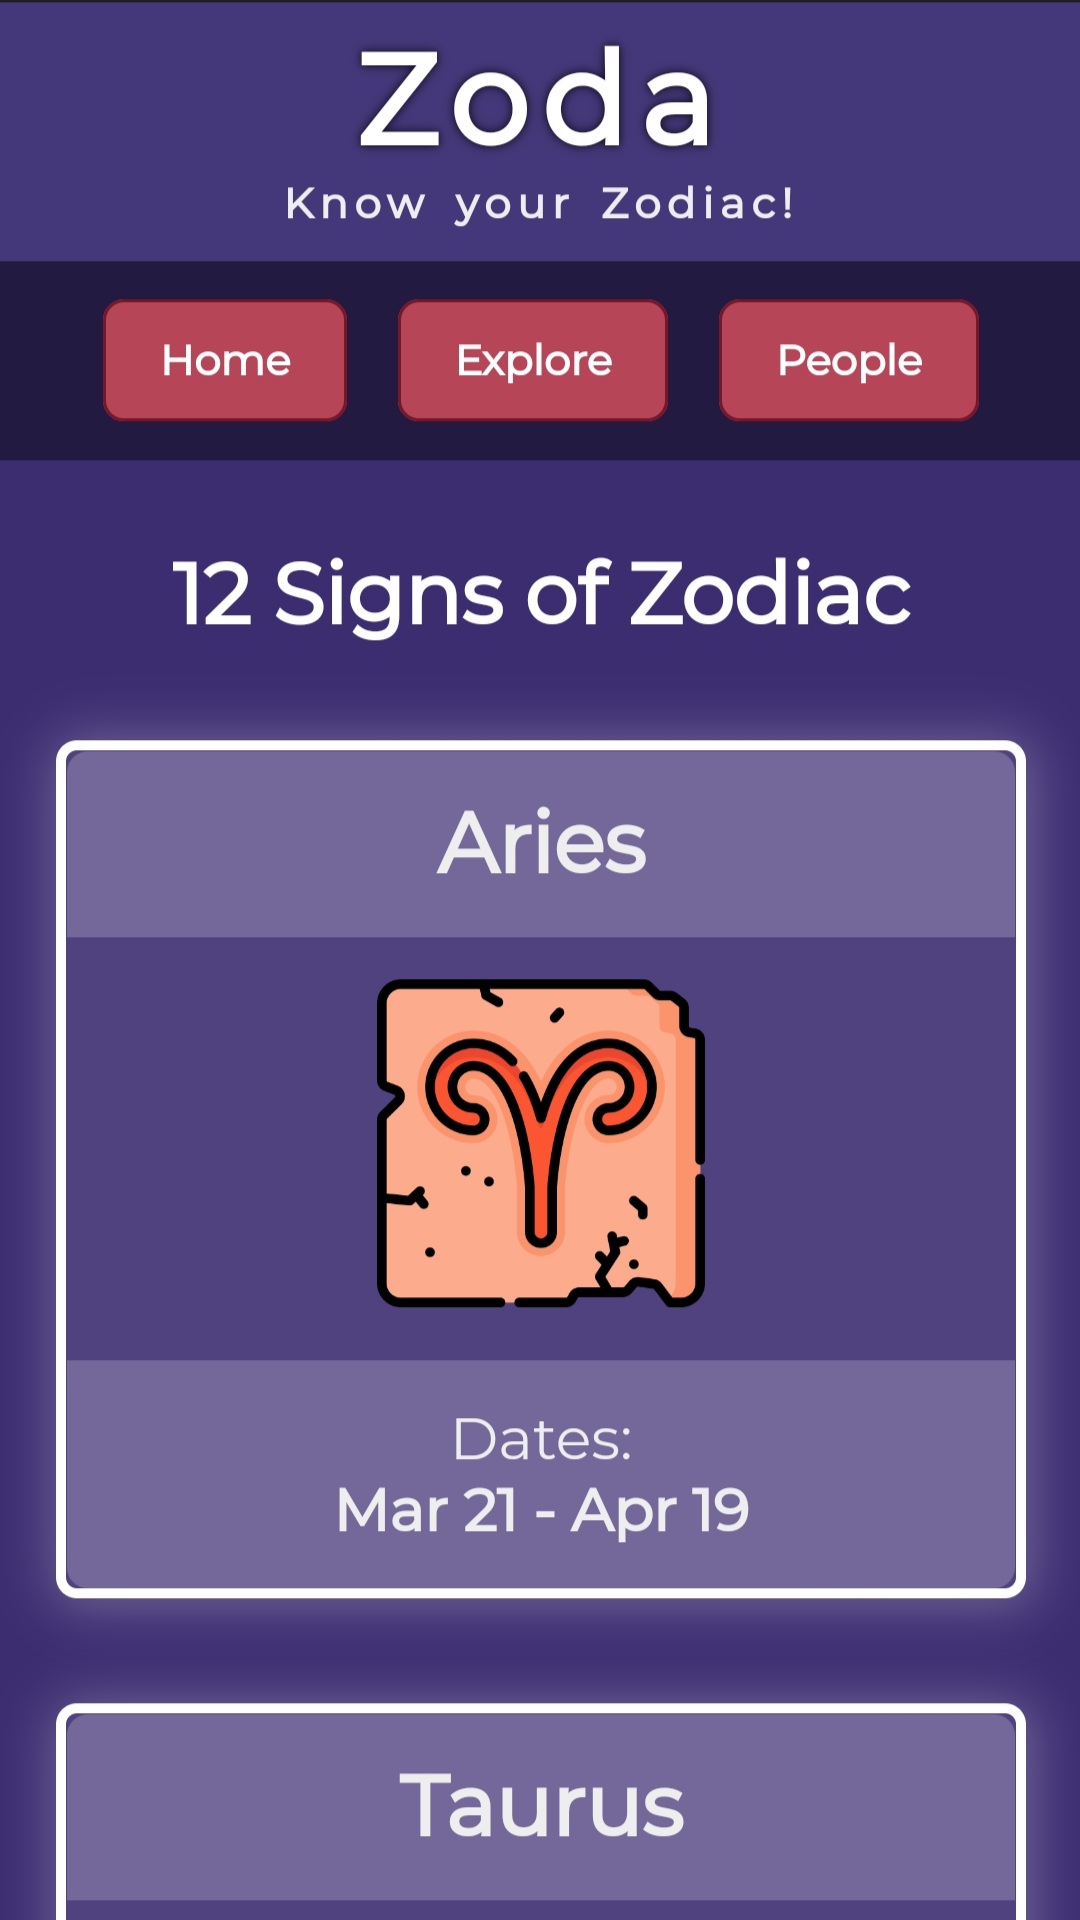 Zoda
Know your Zodiac!
Home
Explore
People
12 Signs of Zodiac
Aries
Dates:
Mar 21 - Apr 19
Taurus